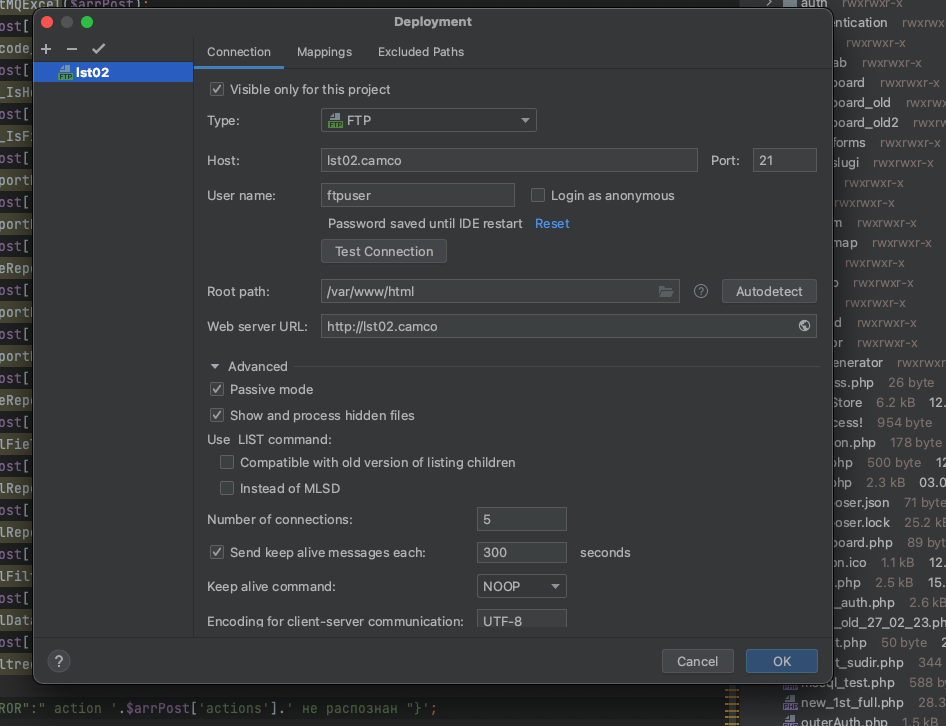 Deployment
Connection Mappings Excluded Paths
lst02
Visible only for this project
Type: FTP
Host: lst02.camco Port: 21
User name: ftpuser Login as anonymous
Password saved until IDE restart Reset
Test Connection
Root path: /var/www/html Autodetect
Web server URL: http://lst02.camco
Advanced
Passive mode
Show and process hidden files
Use LIST command:
Compatible with old version of listing children
Instead of MLSD
Number of connections: 5
Send keep alive messages each: 300 seconds
Keep alive command: NOOP
Encoding for client-server communication: UTF-8
? Cancel OK
ROR":" action '.$arrPost['actions'].' не распознан "}';
auth rwxrwxr-x
entication rwxrwx
rwxrwxr-x
ab rwxrwxr-x
board rwxrwxr-x
board_old rwxrwx
board_old2 rwxrw
forms rwxrwxr-x
slugi rwxrwxr-x
rwxrwxr-x
rwxrwxr-x
m rwxrwxr-x
map rwxrwxr-x
rwxrwxr-x
rwxrwxr-x
rwxrwxr-x
d rwxrwxr-x
or rwxrwxr-x
enerator rwxrwx
ss.php 26 byte
Store 6.2 kB 12.
cess! 954 byte
on.php 178 byte
php 500 byte 12
php 2.3 kB 03.0
poser.json 71 byte
poser.lock 25.2 kB
board.php 89 byt
on.ico 1.1 kB 12.
.php 2.5 kB 15.
_auth.php 2.6 kB
_old_27_02_23.ph
t.php 50 byte 2
t_sudir.php 344
mssql_test.php 588 b
new_1st_full.php 28.3
outerAuth.php 1.5 kB